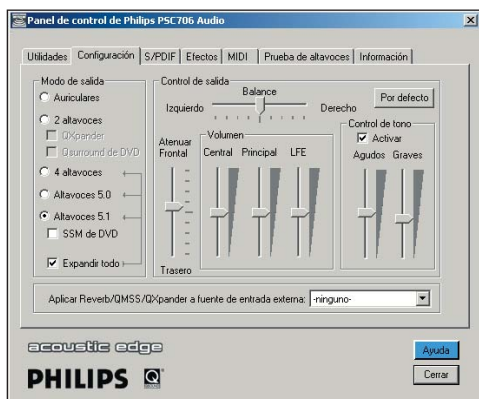 Panel de control de Philips PSC706 Audio
Utilidades Configuración S/PDIF Efectos MIDI Prueba de altavoces Información
Modo de salida
Auriculares
2 altavoces
QXpander
Qsurround de DVD
4 altavoces
Altavoces 5.0
Altavoces 5.1
SSM de DVD
Expandir todo
Control de salida
Balance
Izquierdo Derecho
Por defecto
Atenuar
Frontal
Trasero
Volumen
Central Principal LFE
Control de tono
Activar
Agudos Graves
Aplicar Reverb/QMSS/QXpander a fuente de entrada externa: -ninguno-
acoustic edge
PHILIPS Q
Ayuda
Cerrar